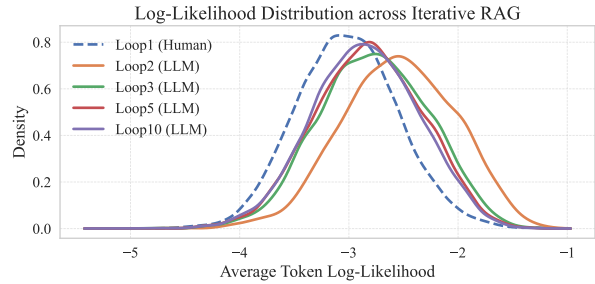 Log-Likelihood Distribution across Iterative RAG
Density
0.8
0.6
0.4
0.2
0.0
Loop1 (Human)
Loop2 (LLM)
Loop3 (LLM)
Loop5 (LLM)
Loop10 (LLM)
−5 −4 −3 −2 −1
Average Token Log-Likelihood